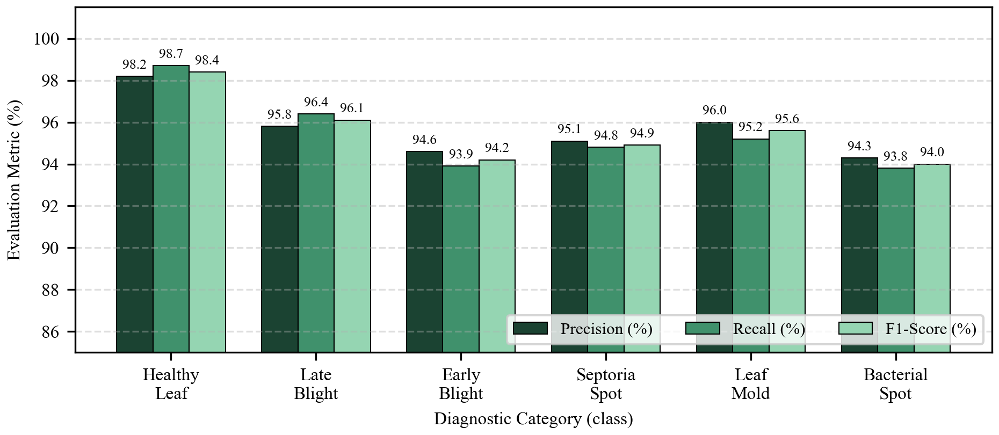 Evaluation Metric (%)
100
98
96
94
92
90
88
86
98.2 98.7 98.4
95.8 96.4 96.1
94.6 93.9 94.2
95.1 94.8 94.9
96.0 95.2 95.6
94.3 93.8 94.0
Precision (%) Recall (%) F1-Score (%)
Healthy
Leaf
Late
Blight
Early
Blight
Septoria
Spot
Leaf
Mold
Bacterial
Spot
Diagnostic Category (class)